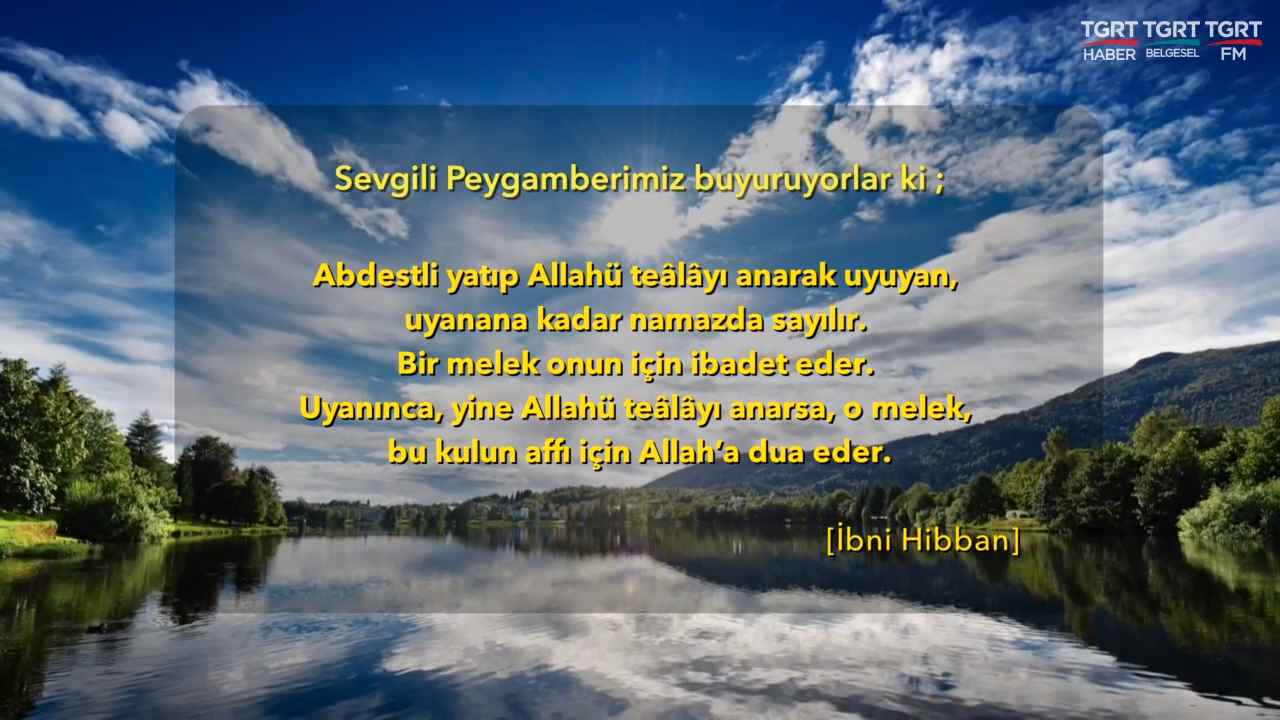 TGRT TGRT TGRT
HABER BELGESEL FM
Sevgili Peygamberimiz buyuruyorlar ki ;
Abdestli yatıp Allahü teâlâyı anarak uyuyan,
uyanana kadar namazda sayılır.
Bir melek onun için ibadet eder.
Uyanınca, yine Allahü teâlâyı anarsa, o melek,
bu kulun affı için Allah’a dua eder.
[İbni Hibban]